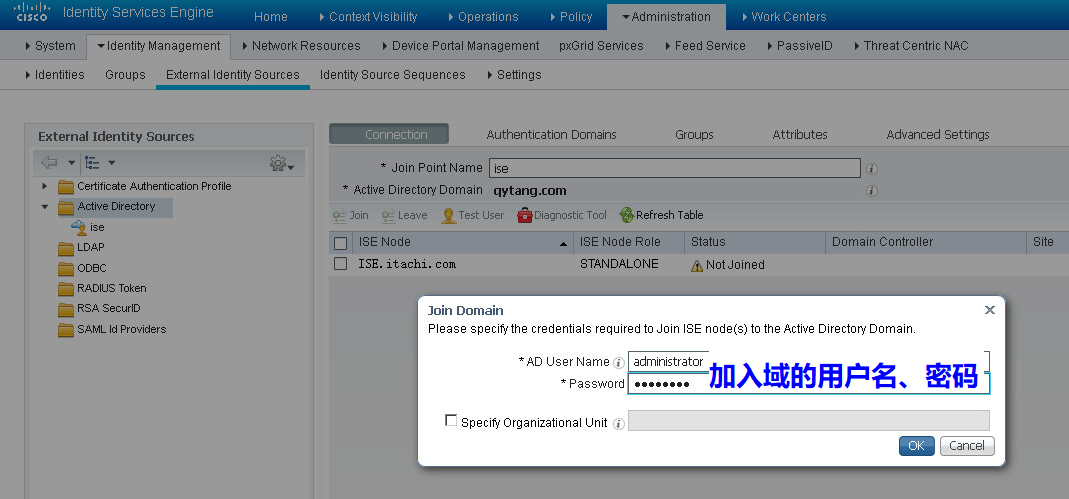 cisco Identity Services Engine Home Context Visibility Operations Policy Administration Work Centers
System Identity Management Network Resources Device Portal Management pxGrid Services Feed Service PassiveID Threat Centric NAC
Identities Groups External Identity Sources Identity Source Sequences Settings
External Identity Sources
Certificate Authentication Profile
Active Directory
ise
LDAP
ODBC
RADIUS Token
RSA SecurID
SAML Id Providers
Connection Authentication Domains Groups Attributes Advanced Settings
* Join Point Name ise
* Active Directory Domain qytang.com
Join Leave Test User Diagnostic Tool Refresh Table
ISE Node ISE Node Role Status Domain Controller Site
ISE.itachi.com STANDALONE Not Joined
Join Domain
Please specify the credentials required to Join ISE node(s) to the Active Directory Domain.
* AD User Name administrator
* Password ●●●●●●●●
加入域的用户名、密码
Specify Organizational Unit
OK Cancel